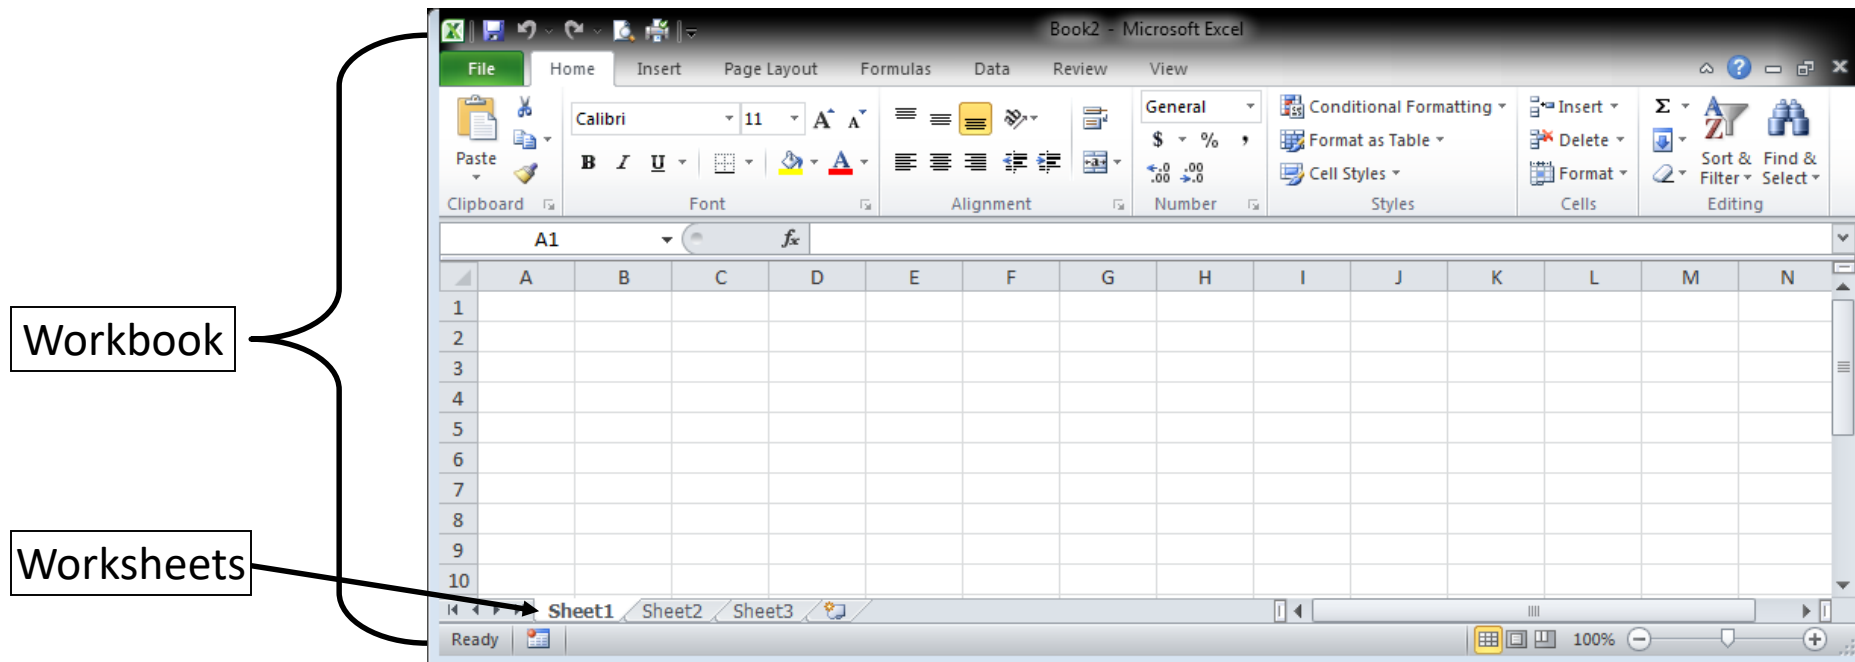 Book2 - Microsoft Excel
File Home Insert Page Layout Formulas Data Review View
Calibri 11 General Conditional Formatting Insert Σ
$ % , Format as Table Delete
Paste B I U Cell Styles Format Sort & Filter Find & Select
Clipboard Font Alignment Number Styles Cells Editing
A1 fx
A B C D E F G H I J K L M N
1
2
Workbook
3
4
5
6
7
8
9
Worksheets
10
Sheet1 Sheet2 Sheet3
Ready 100%